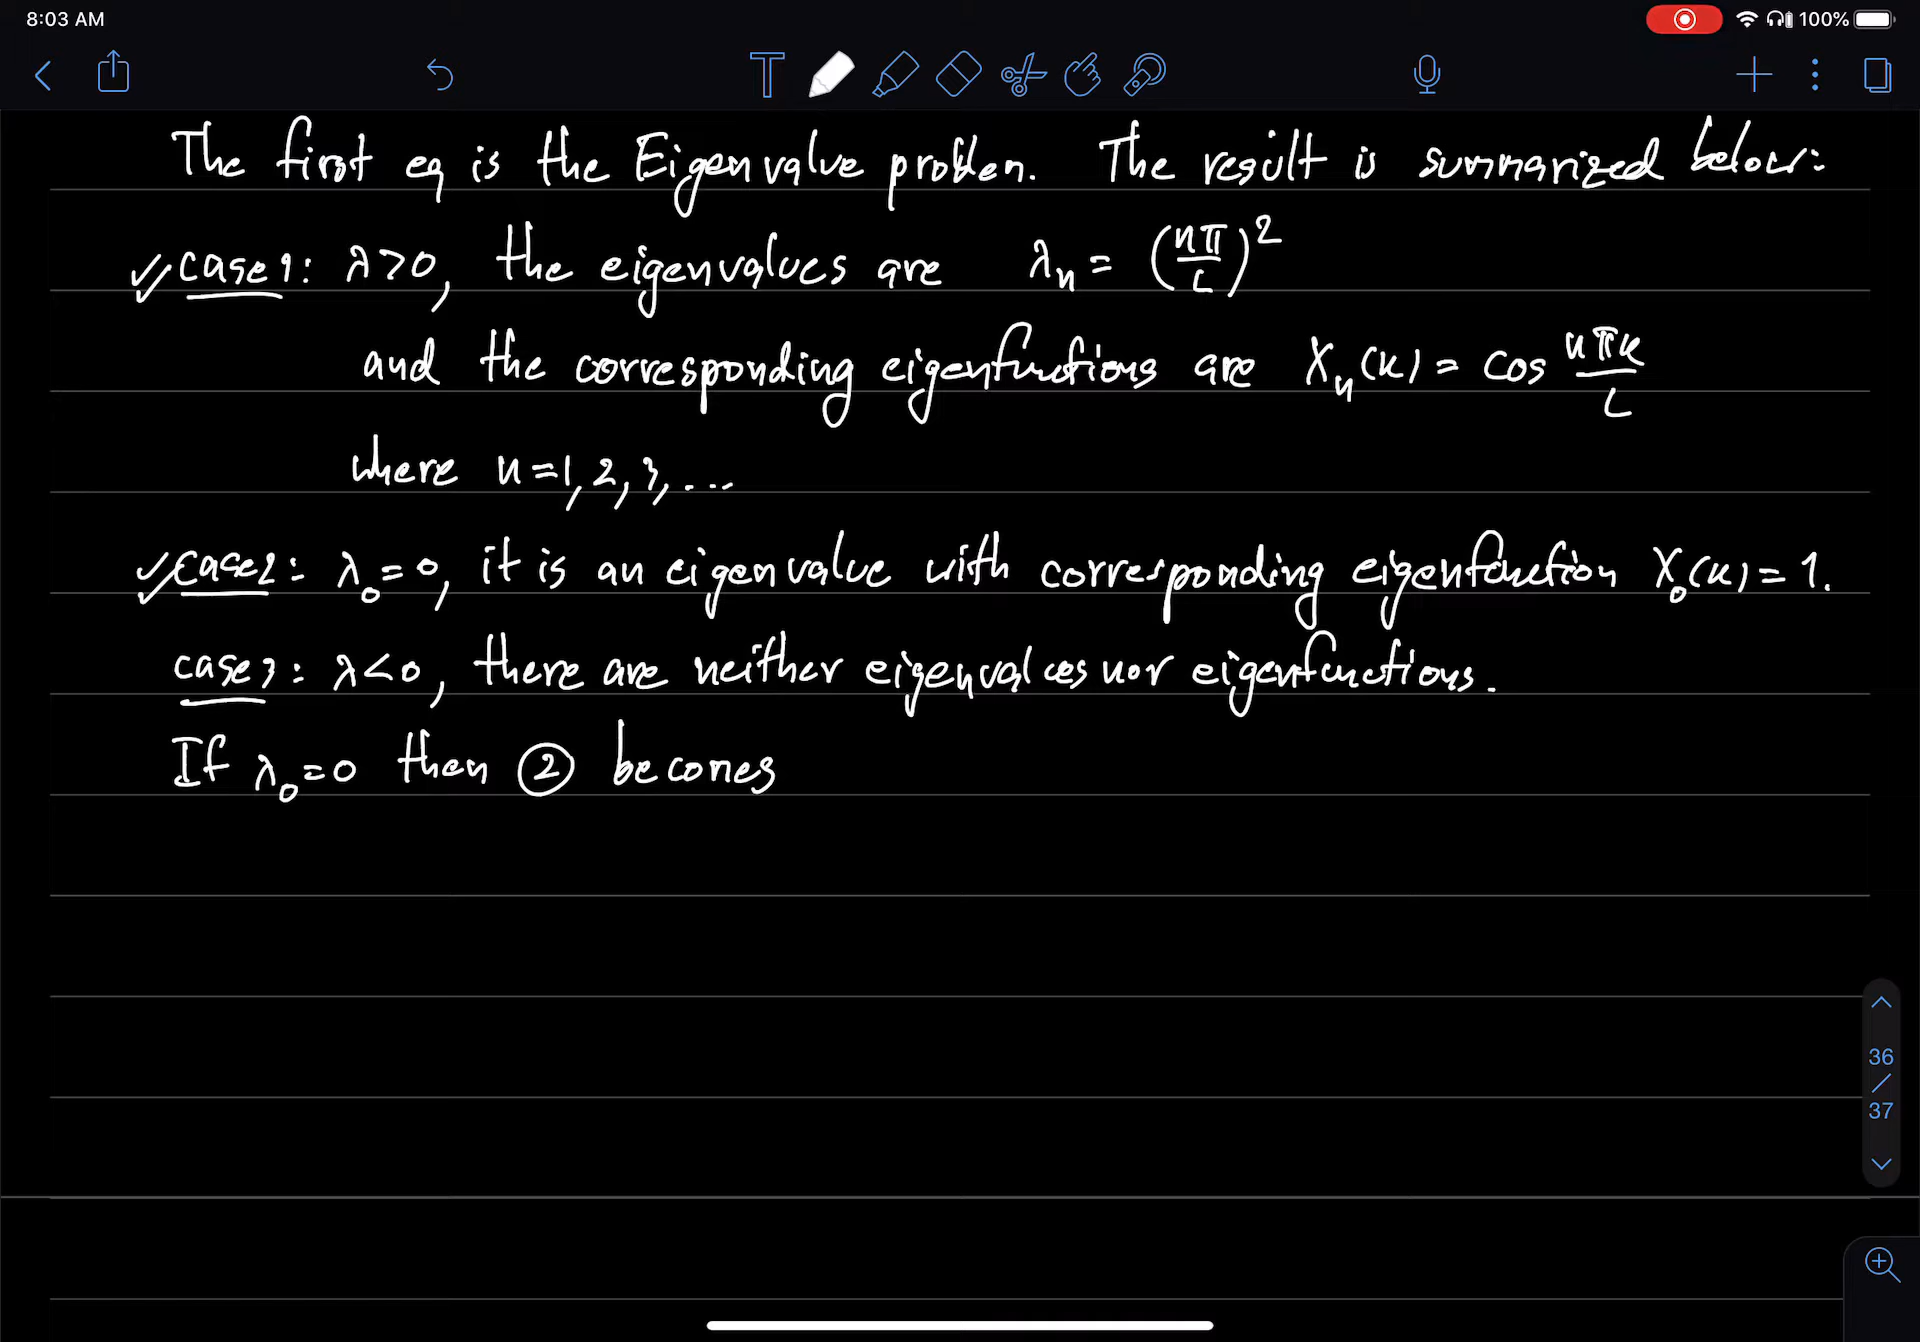 8:03 AM
100%
The first eq is the Eigenvalue problem. The result is summarized below:
case 1: λ>0, the eigenvalues are λn = (nπ/L)²
and the corresponding eigenfunctions are Xn(x) = cos nπx/L
where n=1,2,3,...
case 2: λ₀=0, it is an eigenvalue with corresponding eigenfunction X₀(x)=1.
case 3: λ<0, there are neither eigenvalues nor eigenfunctions.
If λ₀=0 then ② becomes
36
/
37